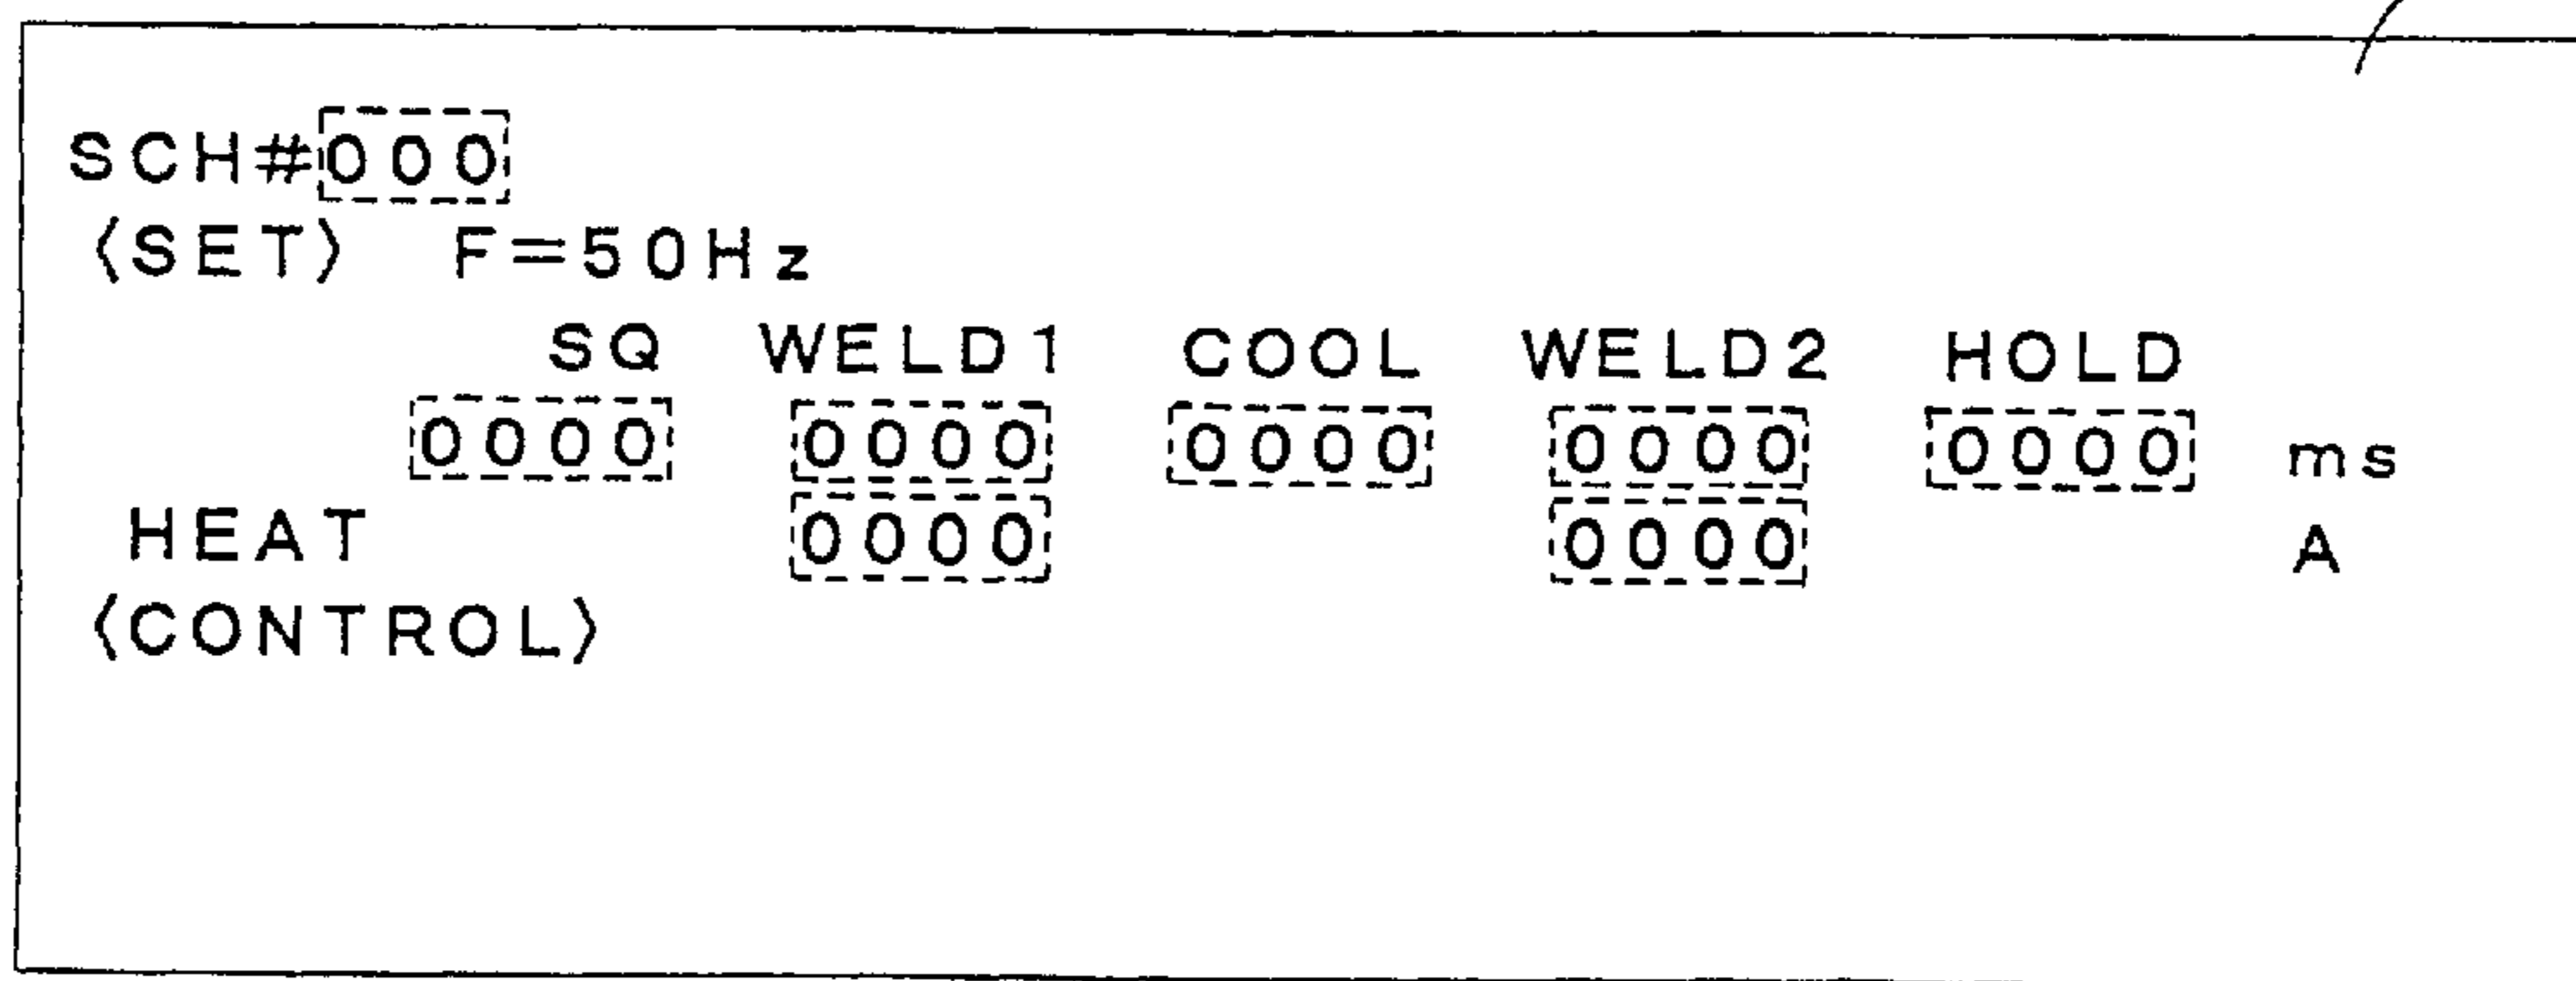 SCH#000
〈SET〉 F=50Hz
SQ WELD1 COOL WELD2 HOLD
0000 0000 0000 0000 0000 ms
HEAT 0000 0000 A
〈CONTROL〉